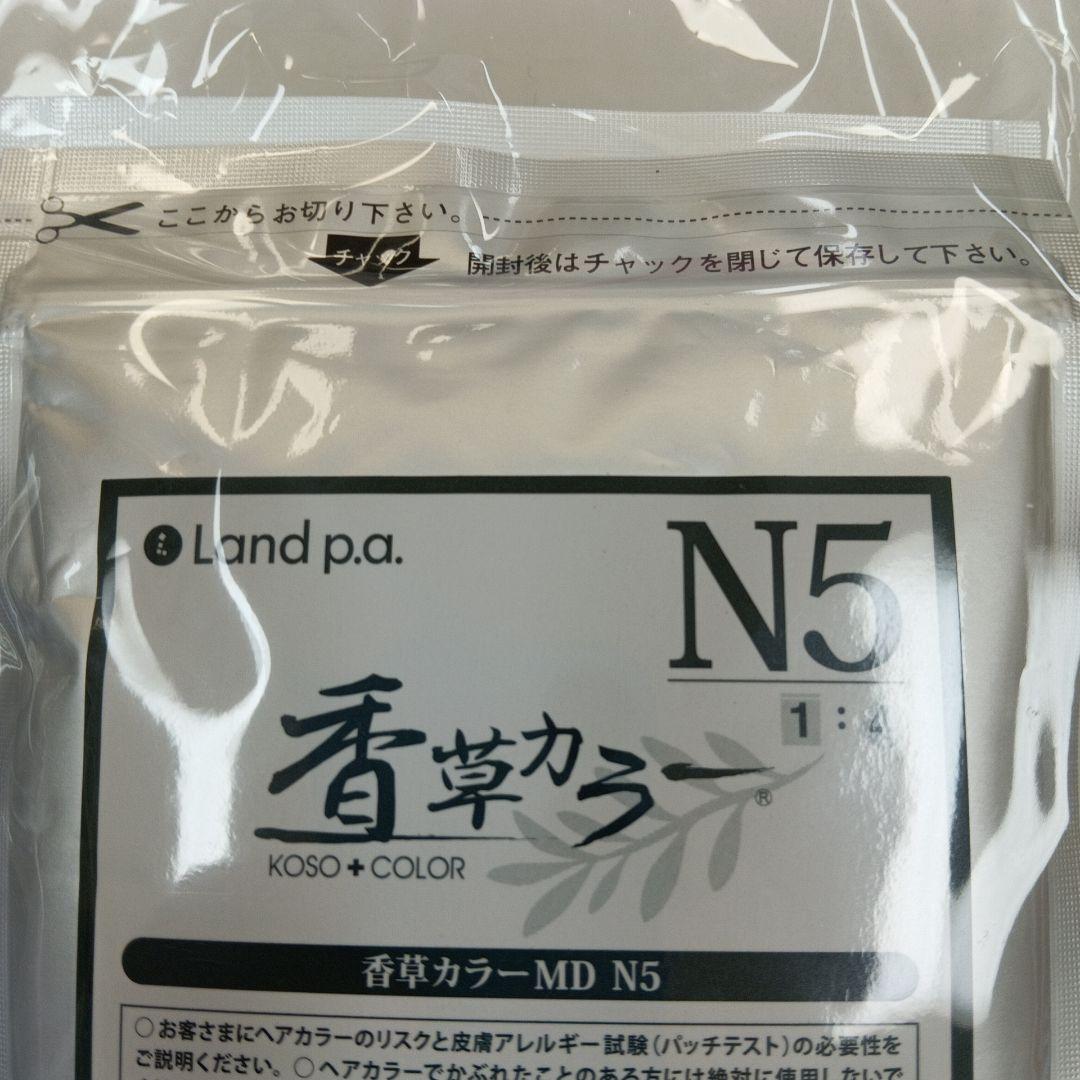 ここからお切り下さい。
チャック
開封後はチャックを閉じて保存して下さい。
Land p.a.
N5
1:4
香草カラー®
KOSO+COLOR
香草カラーMD N5
○お客さまにヘアカラーのリスクと皮膚アレルギー試験(パッチテスト)の必要性を
ご説明ください。○ヘアカラーでかぶれたことのある方には絶対に使用しないで